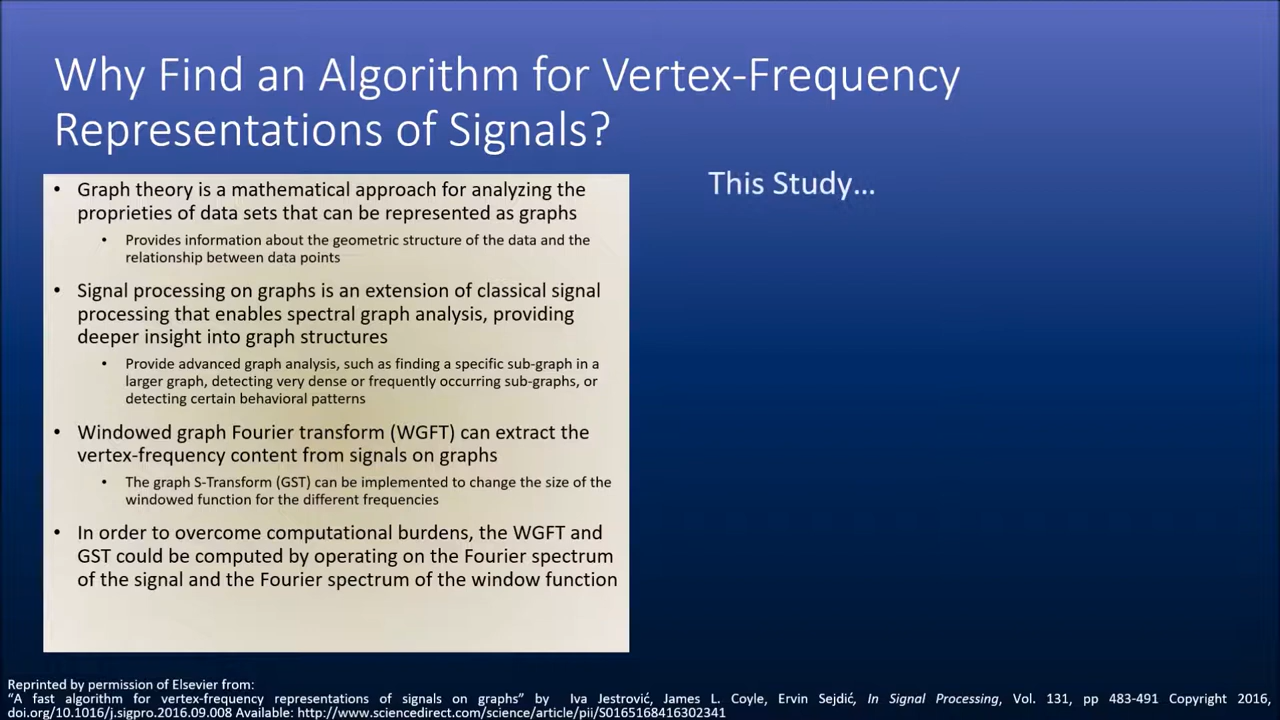 Why Find an Algorithm for Vertex-Frequency
Representations of Signals?
• Graph theory is a mathematical approach for analyzing the
proprieties of data sets that can be represented as graphs
• Provides information about the geometric structure of the data and the
relationship between data points
• Signal processing on graphs is an extension of classical signal
processing that enables spectral graph analysis, providing
deeper insight into graph structures
• Provide advanced graph analysis, such as finding a specific sub-graph in a
larger graph, detecting very dense or frequently occurring sub-graphs, or
detecting certain behavioral patterns
• Windowed graph Fourier transform (WGFT) can extract the
vertex-frequency content from signals on graphs
• The graph S-Transform (GST) can be implemented to change the size of the
windowed function for the different frequencies
• In order to overcome computational burdens, the WGFT and
GST could be computed by operating on the Fourier spectrum
of the signal and the Fourier spectrum of the window function
This Study...
Reprinted by permission of Elsevier from:
“A fast algorithm for vertex-frequency representations of signals on graphs” by Iva Jestrović, James L. Coyle, Ervin Sejdić, In Signal Processing, Vol. 131, pp 483-491 Copyright 2016,
doi.org/10.1016/j.sigpro.2016.09.008 Available: http://www.sciencedirect.com/science/article/pii/S0165168416302341